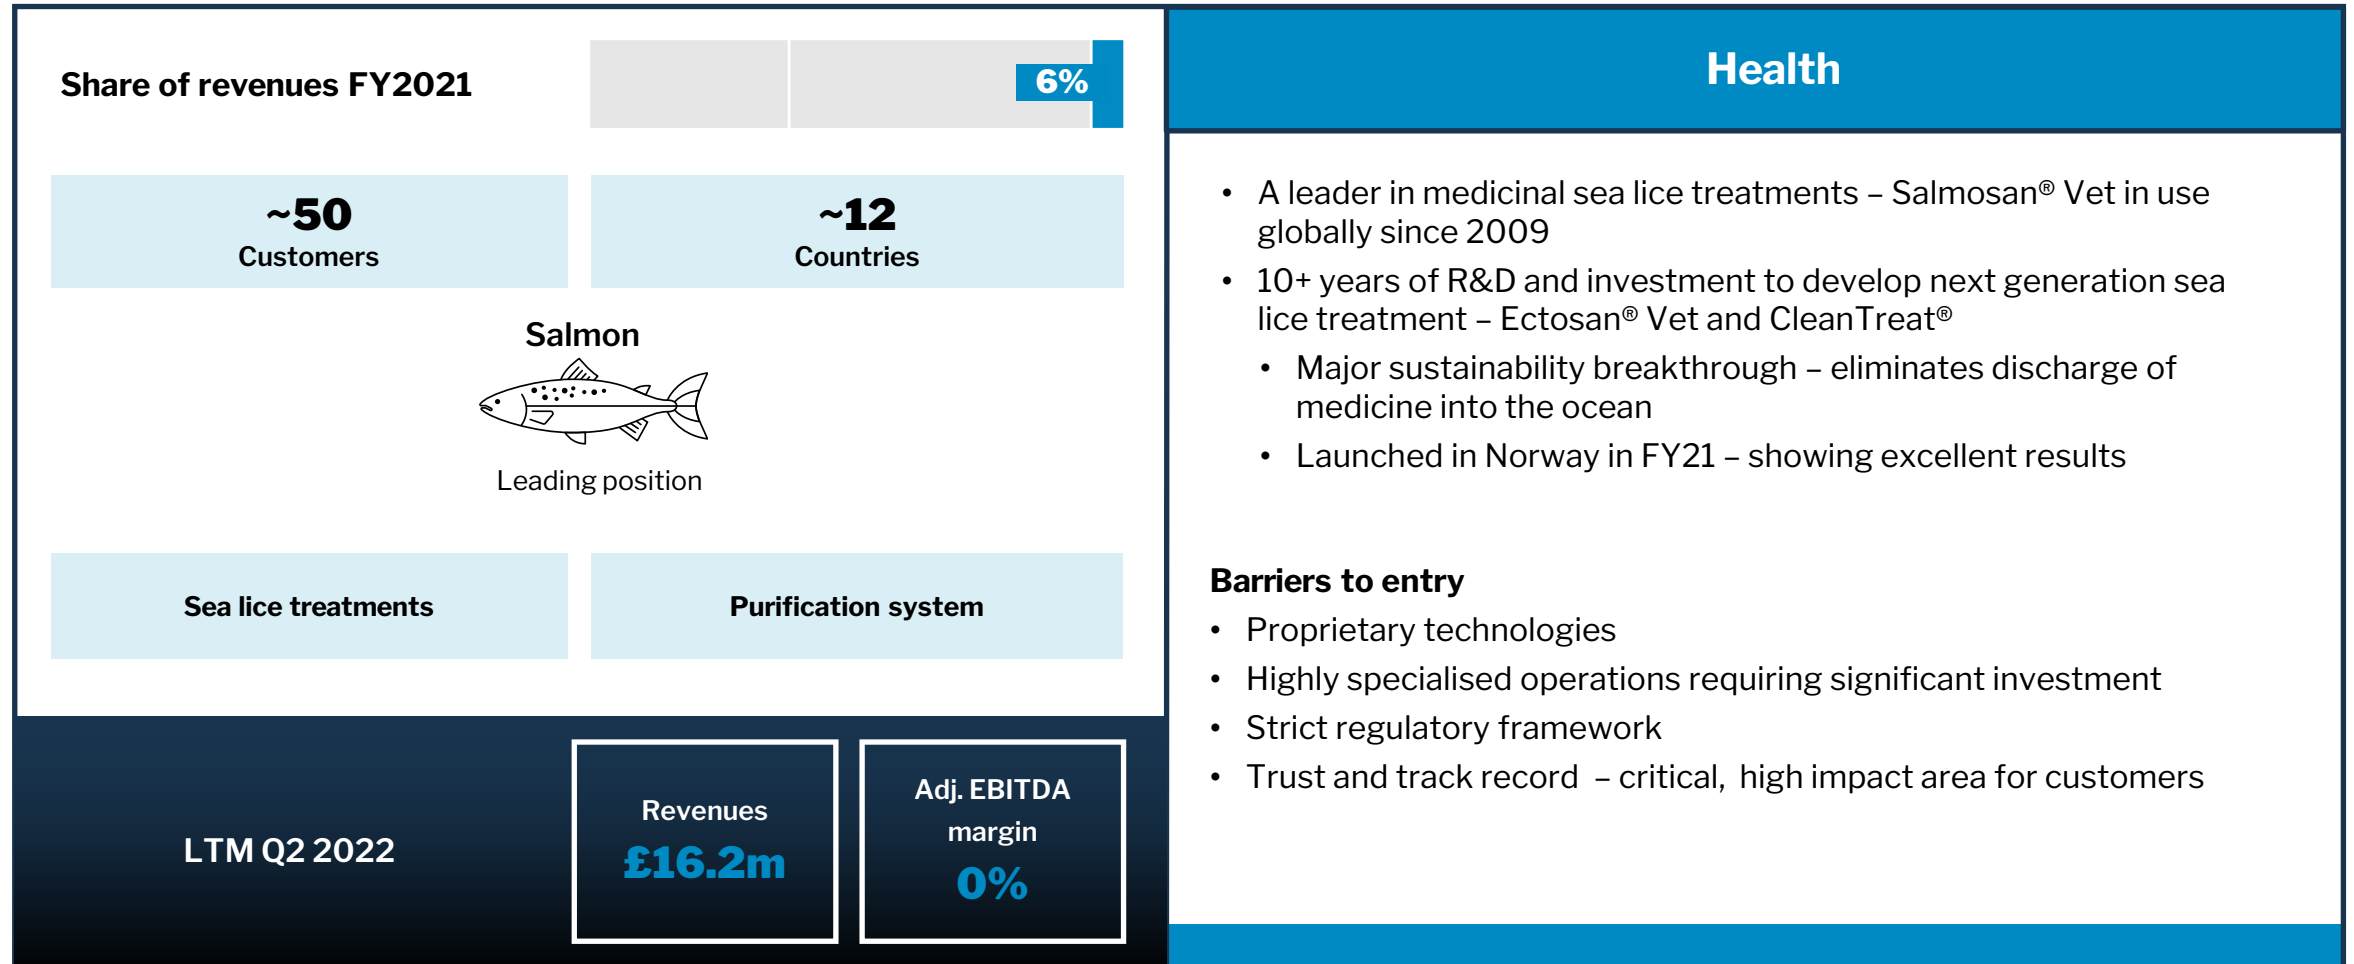 Share of revenues FY2021
6%
~50
Customers
~12
Countries
Salmon
Leading position
Sea lice treatments
Purification system
LTM Q2 2022
Revenues
£16.2m
Adj. EBITDA
margin
0%
Health
• A leader in medicinal sea lice treatments – Salmosan® Vet in use
globally since 2009
• 10+ years of R&D and investment to develop next generation sea
lice treatment – Ectosan® Vet and CleanTreat®
• Major sustainability breakthrough – eliminates discharge of
medicine into the ocean
• Launched in Norway in FY21 – showing excellent results
Barriers to entry
• Proprietary technologies
• Highly specialised operations requiring significant investment
• Strict regulatory framework
• Trust and track record – critical, high impact area for customers